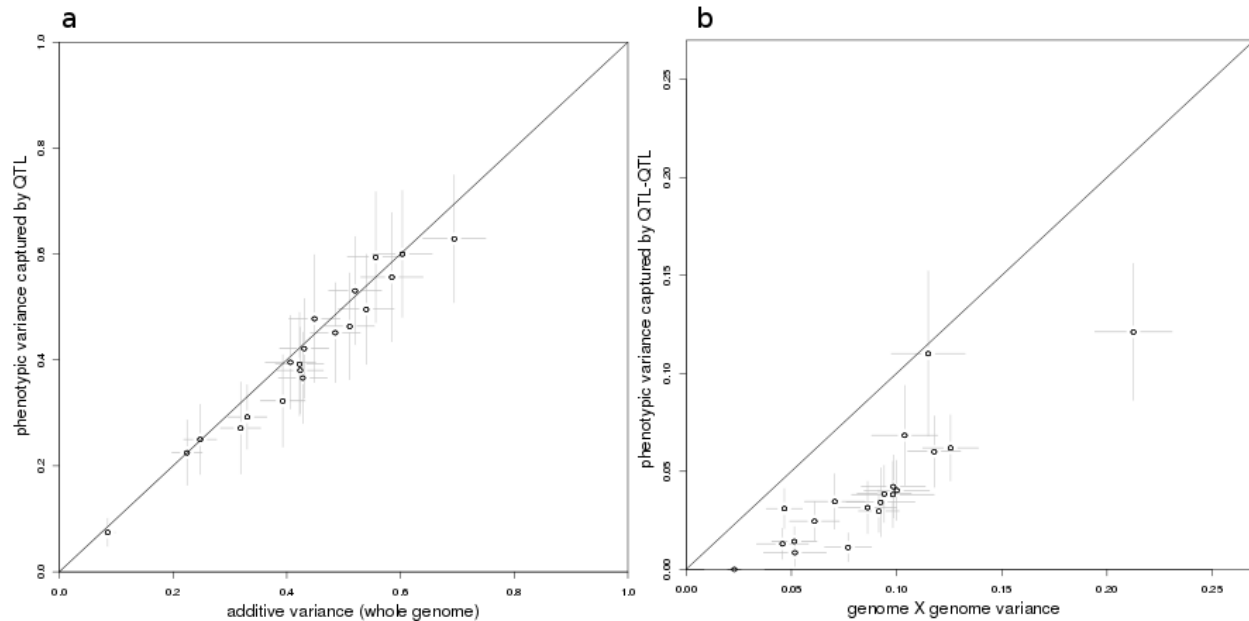 a
phenotypic variance captured by QTL
0.0 0.2 0.4 0.6 0.8 1.0
0.0 0.2 0.4 0.6 0.8 1.0
additive variance (whole genome)
b
phenotypic variance captured by QTL-QTL
0.00 0.05 0.10 0.15 0.20 0.25
0.00 0.05 0.10 0.15 0.20 0.25
genome X genome variance